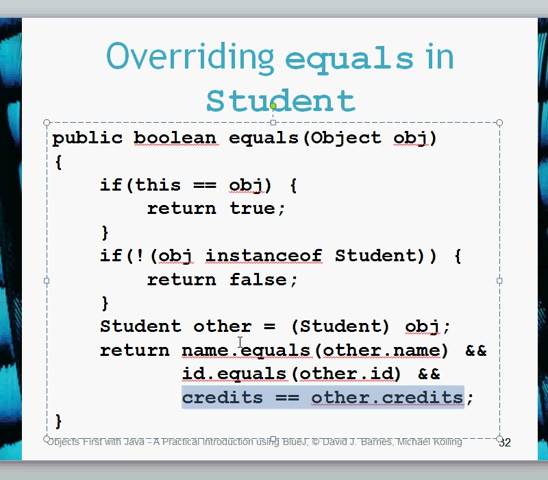 Overriding equals in
Student
public boolean equals(Object obj)
{
if(this == obj) {
return true;
}
if(!(obj instanceof Student)) {
return false;
}
Student other = (Student) obj;
return name.equals(other.name) &&
id.equals(other.id) &&
credits == other.credits;
}
Objects First with Java - A Practical Introduction using BlueJ, © David J. Barnes, Michael Kölling
32